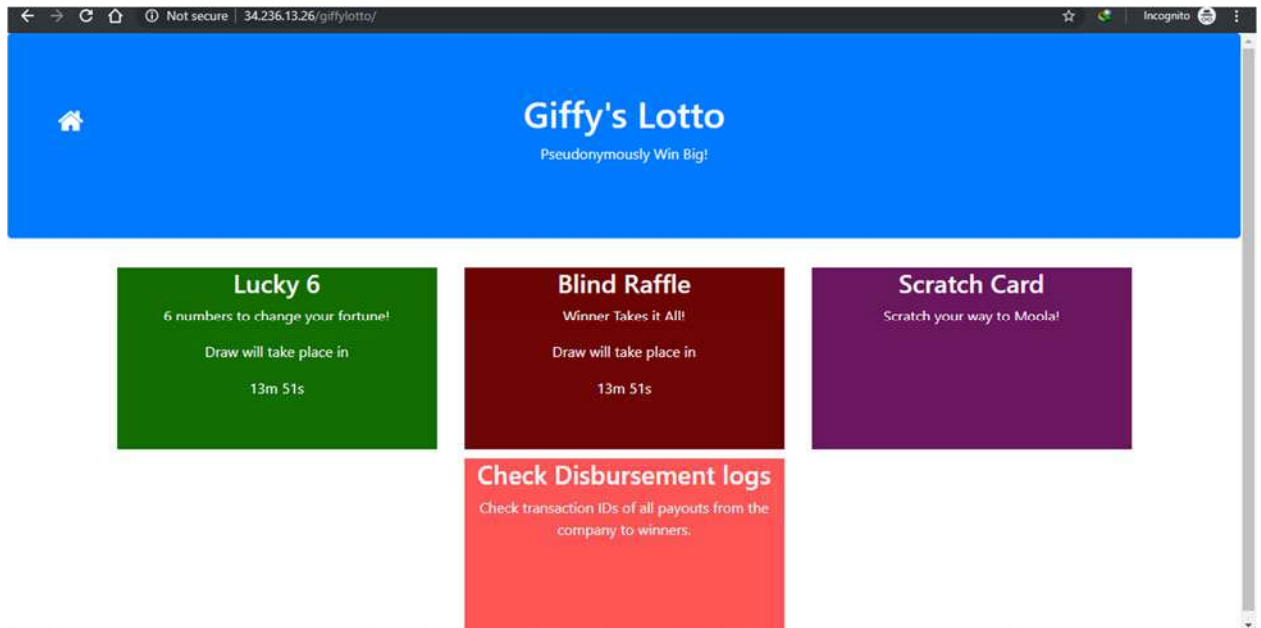 Not secure | 34.236.13.26/giffylotto/
Incognito
Giffy's Lotto
Pseudonymously Win Big!
Lucky 6
6 numbers to change your fortune!
Draw will take place in
13m 51s
Blind Raffle
Winner Takes it All!
Draw will take place in
13m 51s
Scratch Card
Scratch your way to Moola!
Check Disbursement logs
Check transaction IDs of all payouts from the
company to winners.